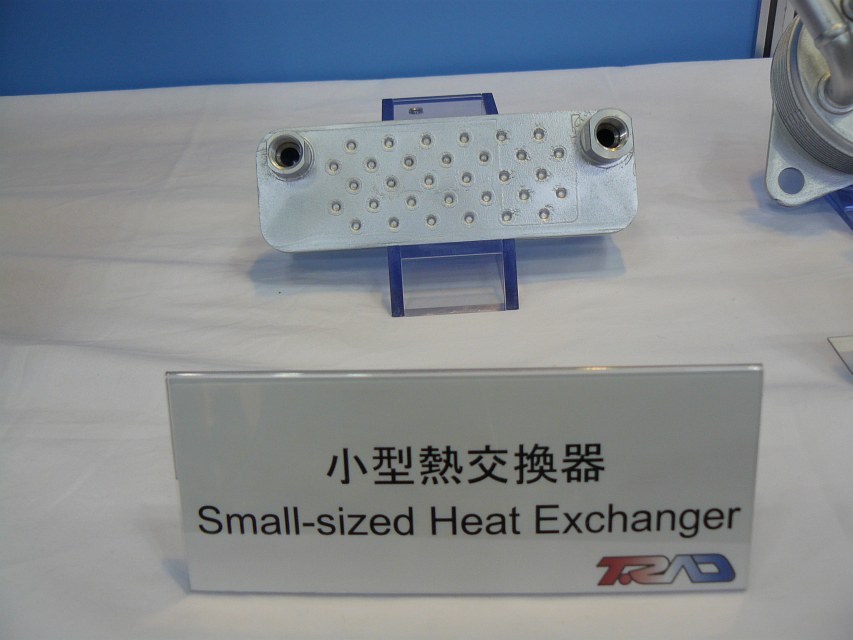 小型熱交換器
Small-sized Heat Exchanger
T.RAD